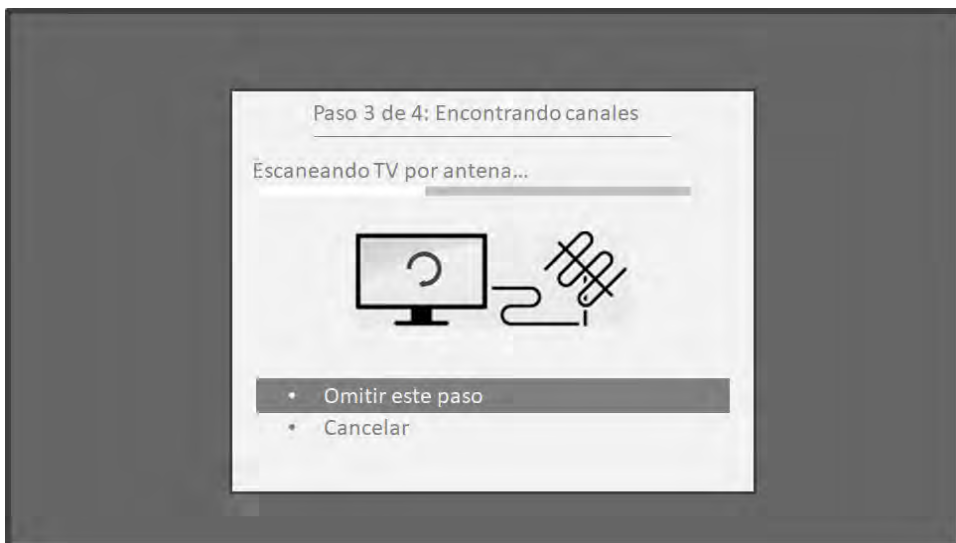 Paso 3 de 4: Encontrando canales
Escaneando TV por antena...
• Omitir este paso
• Cancelar